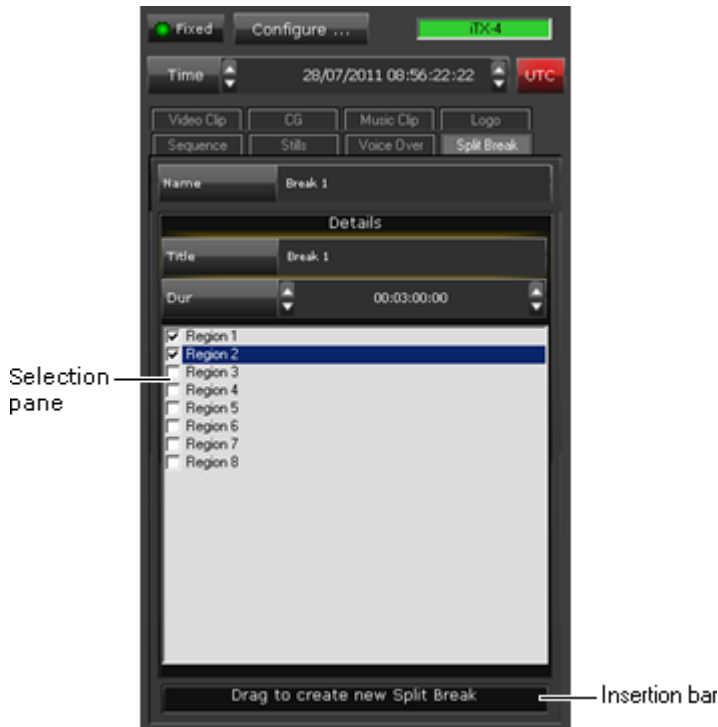 Fixed Configure ... iTX-4
Time 28/07/2011 08:56:22:22 UTC
Video Clip CG Music Clip Logo
Sequence Stills Voice Over Split Break
Name Break 1
Details
Title Break 1
Dur 00:03:00:00
Region 1
Region 2
Region 3
Region 4
Region 5
Region 6
Region 7
Region 8
Selection
pane
Drag to create new Split Break
Insertion bar